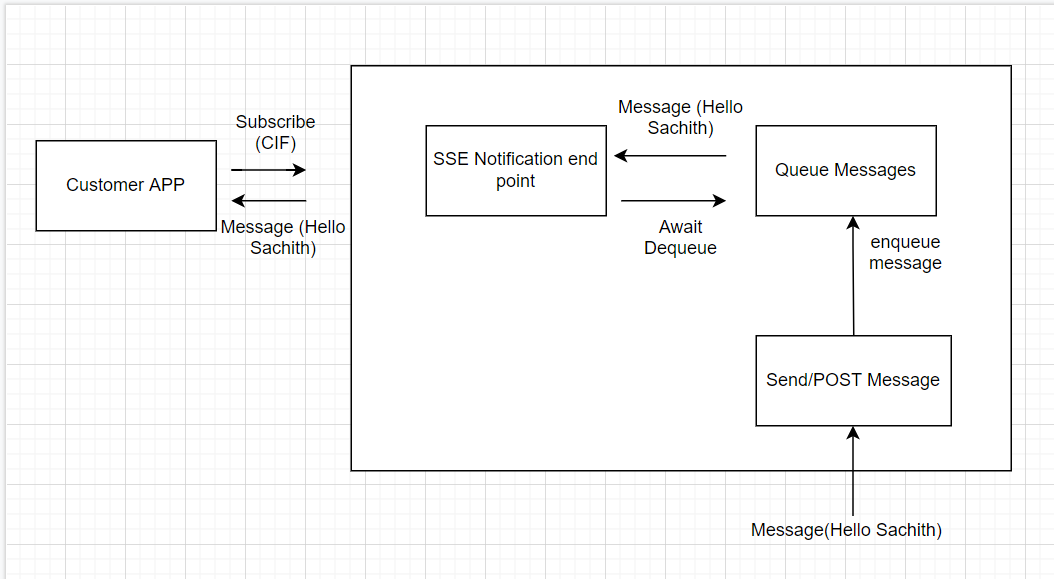 Customer APP
Subscribe
(CIF)
Message (Hello
Sachith)
SSE Notification end
point
Message (Hello
Sachith)
Await
Dequeue
Queue Messages
enqueue
message
Send/POST Message
Message(Hello Sachith)